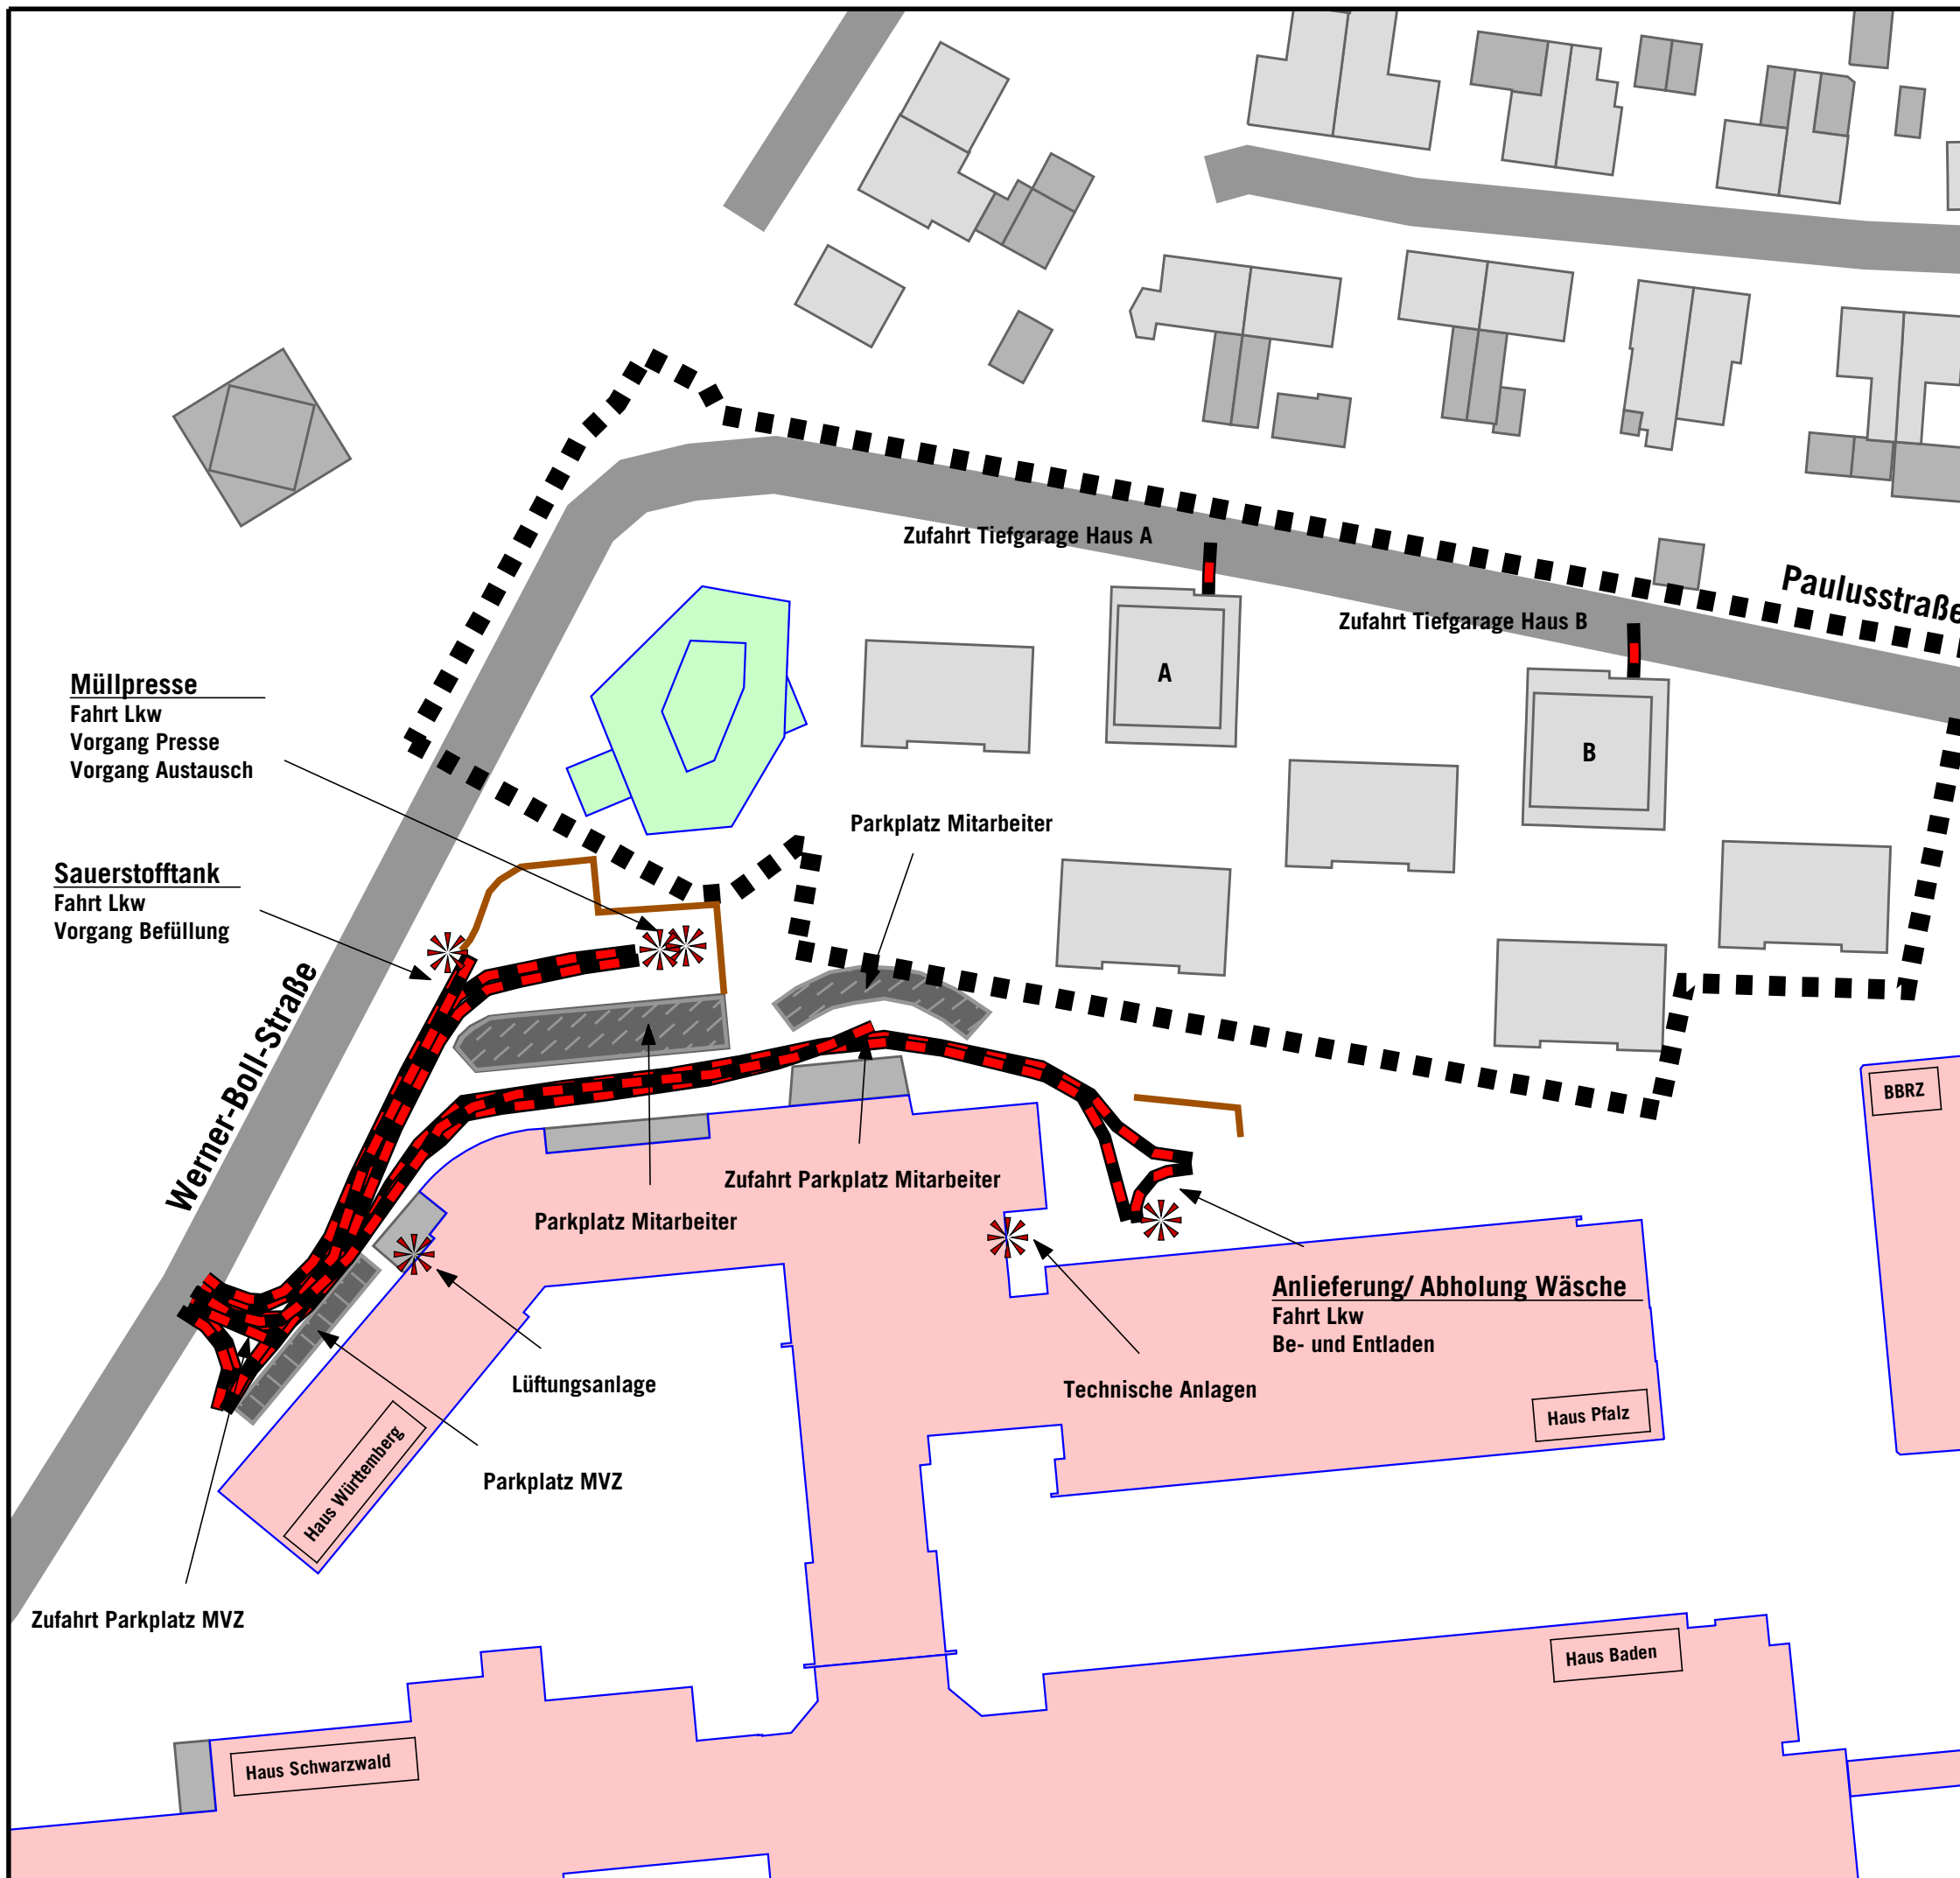 Zufahrt Tiefgarage Haus A
Paulusstraße
Zufahrt Tiefgarage Haus B
A
B
Müllpresse
Fahrt Lkw
Vorgang Presse
Vorgang Austausch
Parkplatz Mitarbeiter
Sauerstofftank
Fahrt Lkw
Vorgang Befüllung
Werner-Boll-Straße
BBRZ
Zufahrt Parkplatz Mitarbeiter
Parkplatz Mitarbeiter
Anlieferung/ Abholung Wäsche
Fahrt Lkw
Be- und Entladen
Lüftungsanlage
Technische Anlagen
Haus Pfalz
Haus Württemberg
Parkplatz MVZ
Zufahrt Parkplatz MVZ
Haus Baden
Haus Schwarzwald